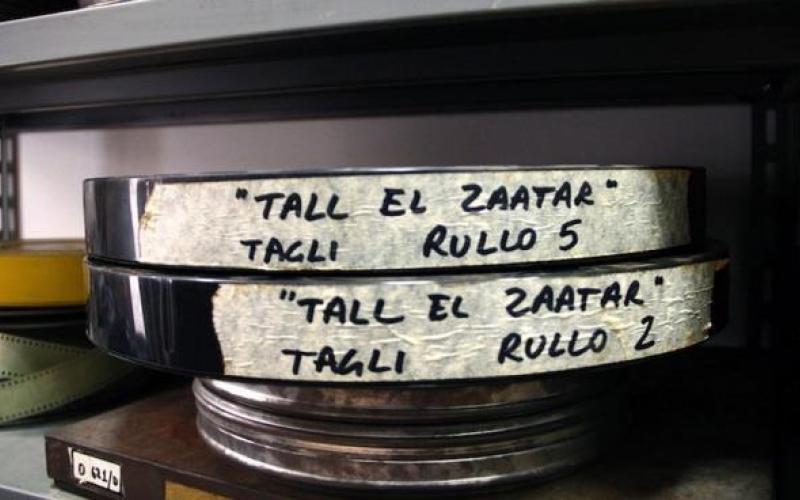 "TALL EL ZAATAR"
TAGLI RULLO 5
"TALL EL ZAATAR"
TAGLI RULLO 2